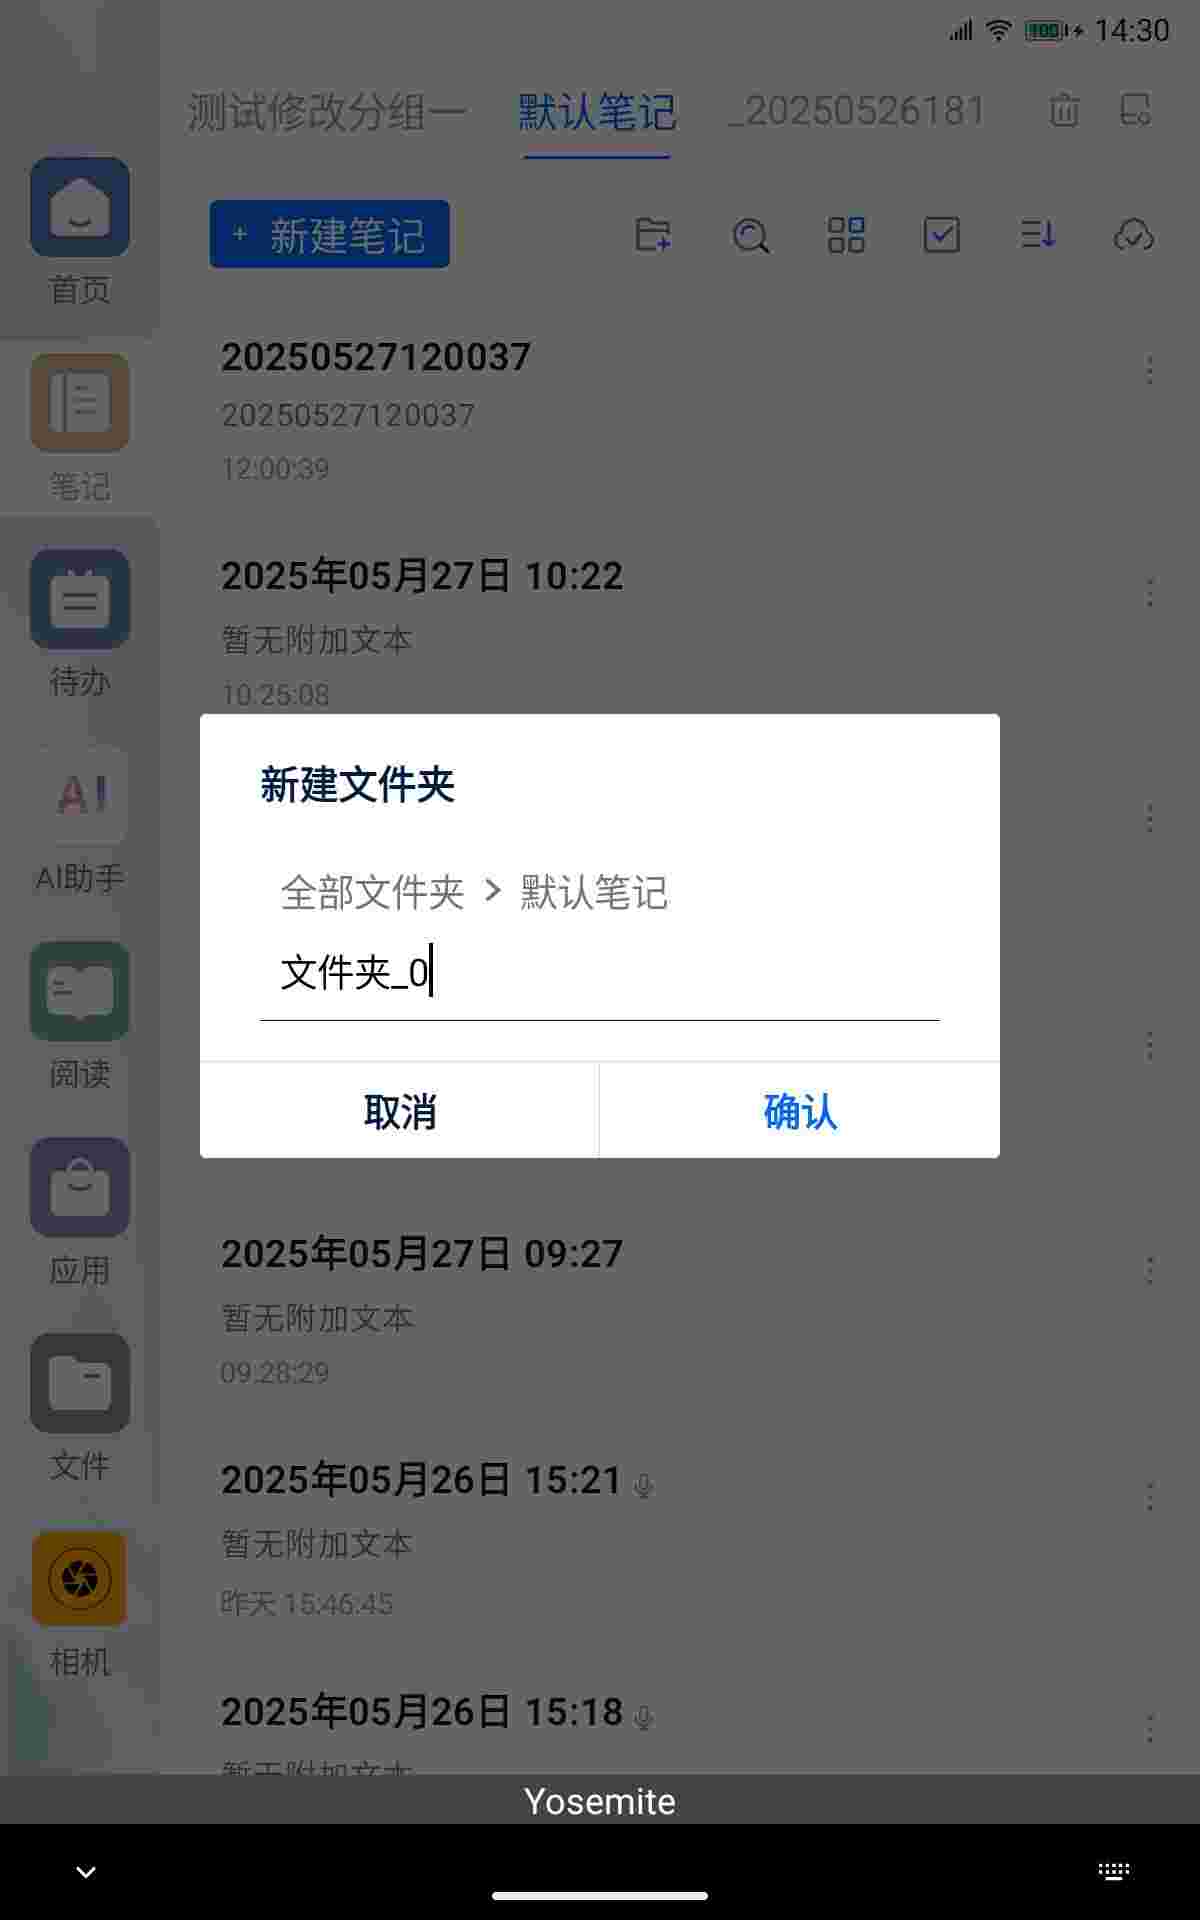 14:30
测试修改分组一 默认笔记 _20250526181
+ 新建笔记
首页
笔记
待办
AI
AI助手
阅读
应用
文件
相机
20250527120037
20250527120037
12:00:39
2025年05月27日 10:22
暂无附加文本
10:25:08
新建文件夹
全部文件夹 > 默认笔记
文件夹_0
取消 确认
2025年05月27日 09:27
暂无附加文本
09:28:29
2025年05月26日 15:21
暂无附加文本
昨天 15:46:45
2025年05月26日 15:18
暂无附加文本
Yosemite